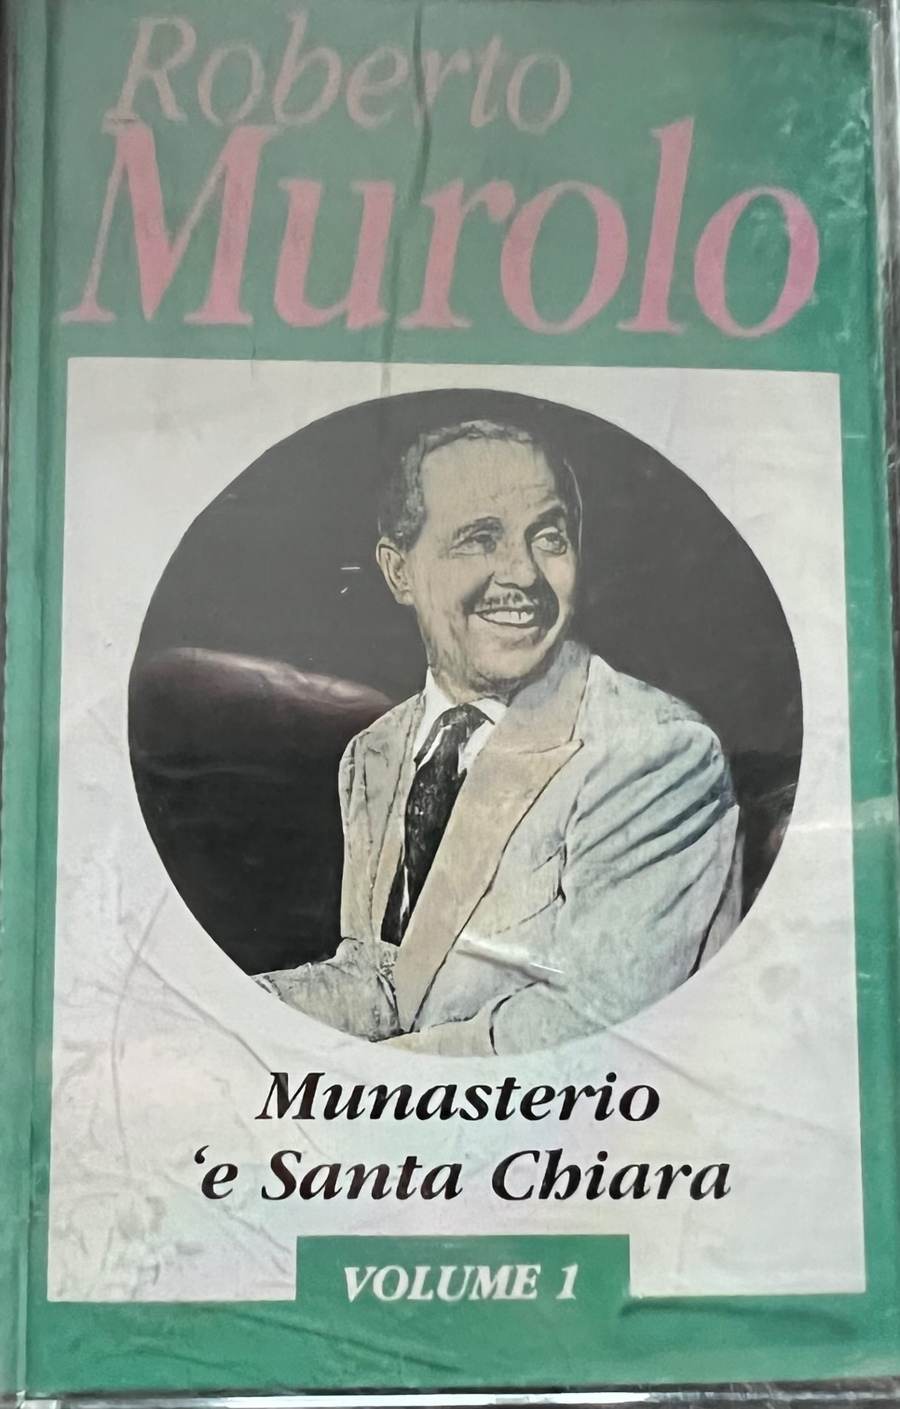 Roberto
Murolo
Munasterio
‘e Santa Chiara
VOLUME 1